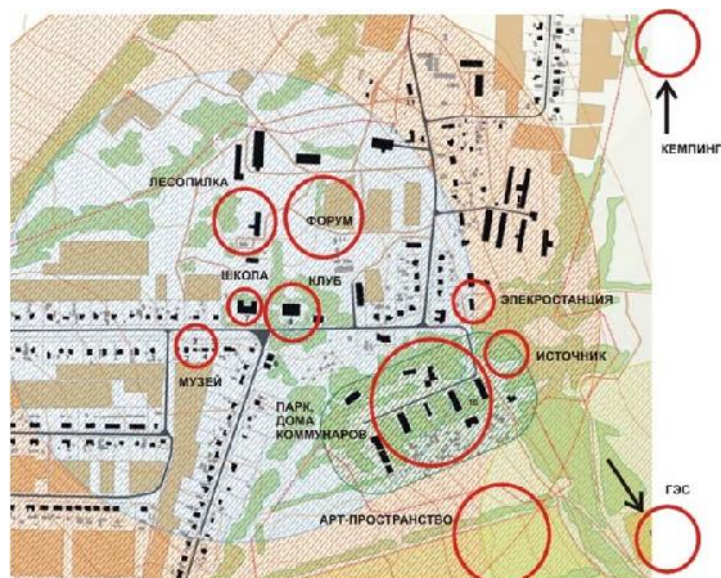 КЕМПИНГ
ЛЕСОПИЛКА
ФОРУМ
ШКОЛА
КЛУБ
ЭЛЕКРОСТАНЦИЯ
МУЗЕЙ
ИСТОЧНИК
ПАРК,
ДОМА
КОММУНАРОВ
АРТ-ПРОСТРАНСТВО
ГЭС